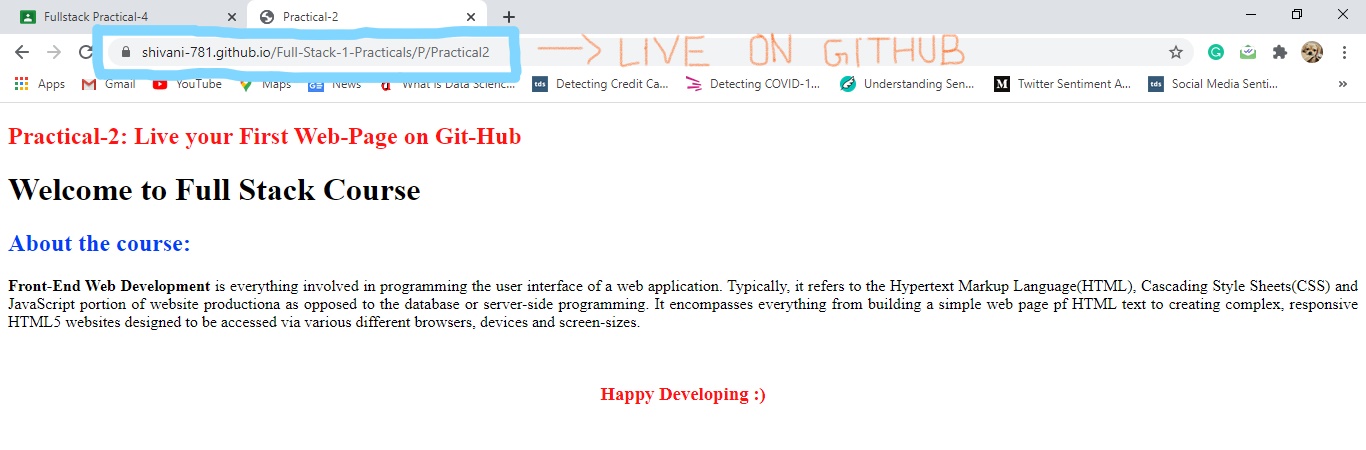 Fullstack Practical-4
Practical-2
shivani-781.github.io/Full-Stack-1-Practicals/P/Practical2
LIVE ON GITHUB
Apps Gmail YouTube Maps News What is Data Scienc... Detecting Credit Ca... Detecting COVID-1... Understanding Sen... Twitter Sentiment A... Social Media Senti...
Practical-2: Live your First Web-Page on Git-Hub
Welcome to Full Stack Course
About the course:
Front-End Web Development is everything involved in programming the user interface of a web application. Typically, it refers to the Hypertext Markup Language(HTML), Cascading Style Sheets(CSS) and
JavaScript portion of website productiona as opposed to the database or server-side programming. It encompasses everything from building a simple web page pf HTML text to creating complex, responsive
HTML5 websites designed to be accessed via various different browsers, devices and screen-sizes.
Happy Developing :)